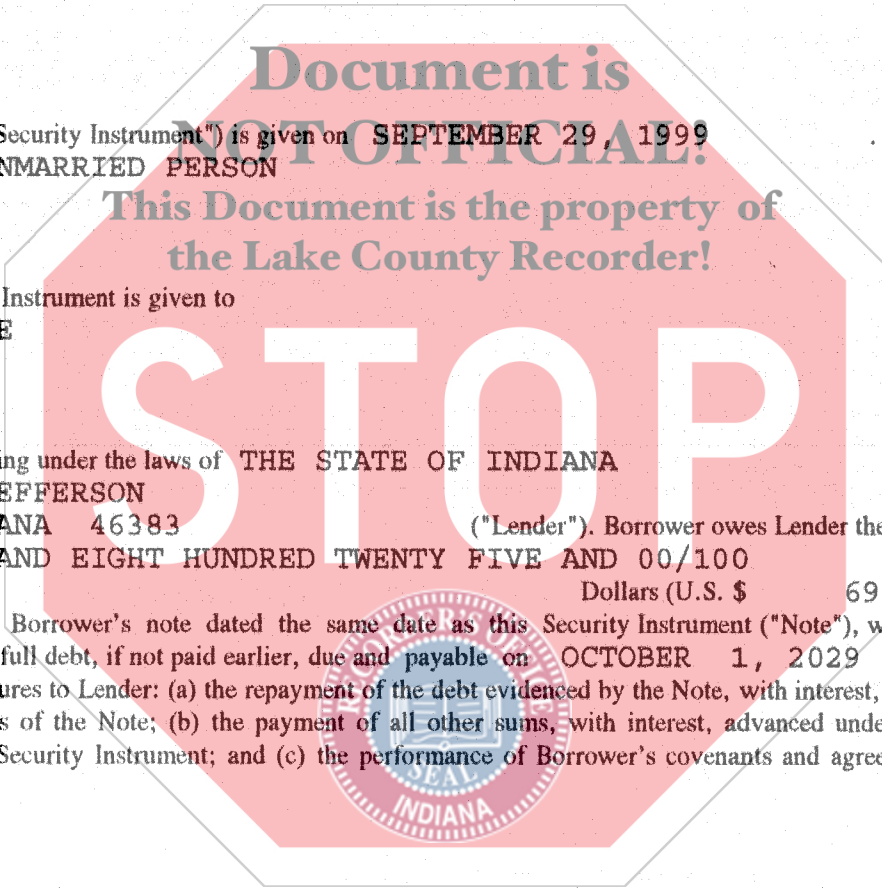 Document is
Security Instrument") is given on SEPTEMBER 29, 1999
NOT OFFICIAL!
NMARRIED PERSON
This Document is the property of
the Lake County Recorder!
Instrument is given to
E
STOP
ing under the laws of THE STATE OF INDIANA
EFFERSON
ANA 46383 ("Lender"). Borrower owes Lender the
AND EIGHT HUNDRED TWENTY FIVE AND 00/100
Dollars (U.S. $ 69
Borrower's note dated the same date as this Security Instrument ("Note"), w
full debt, if not paid earlier, due and payable on OCTOBER 1, 2029
ures to Lender: (a) the repayment of the debt evidenced by the Note, with interest,
s of the Note; (b) the payment of all other sums, with interest, advanced unde
Security Instrument; and (c) the performance of Borrower's covenants and agree
RECORDER'S OFFICE
SEAL
INDIANA